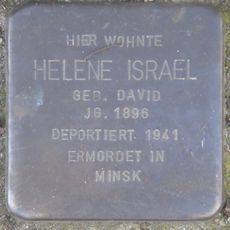 HIER WOHNTE
HELENE ISRAEL
GEB. DAVID
JG. 1896
DEPORTIERT 1941
ERMORDET IN
MINSK